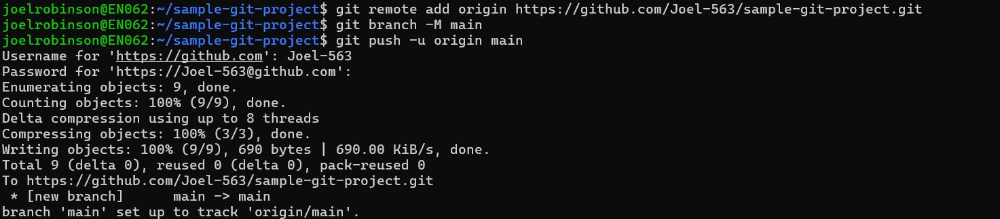 joelrobinson@EN062:~/sample-git-project$ git remote add origin https://github.com/Joel-563/sample-git-project.git
joelrobinson@EN062:~/sample-git-project$ git branch -M main
joelrobinson@EN062:~/sample-git-project$ git push -u origin main
Username for 'https://github.com': Joel-563
Password for 'https://Joel-563@github.com':
Enumerating objects: 9, done.
Counting objects: 100% (9/9), done.
Delta compression using up to 8 threads
Compressing objects: 100% (3/3), done.
Writing objects: 100% (9/9), 690 bytes | 690.00 KiB/s, done.
Total 9 (delta 0), reused 0 (delta 0), pack-reused 0
To https://github.com/Joel-563/sample-git-project.git
 * [new branch]      main -> main
branch 'main' set up to track 'origin/main'.